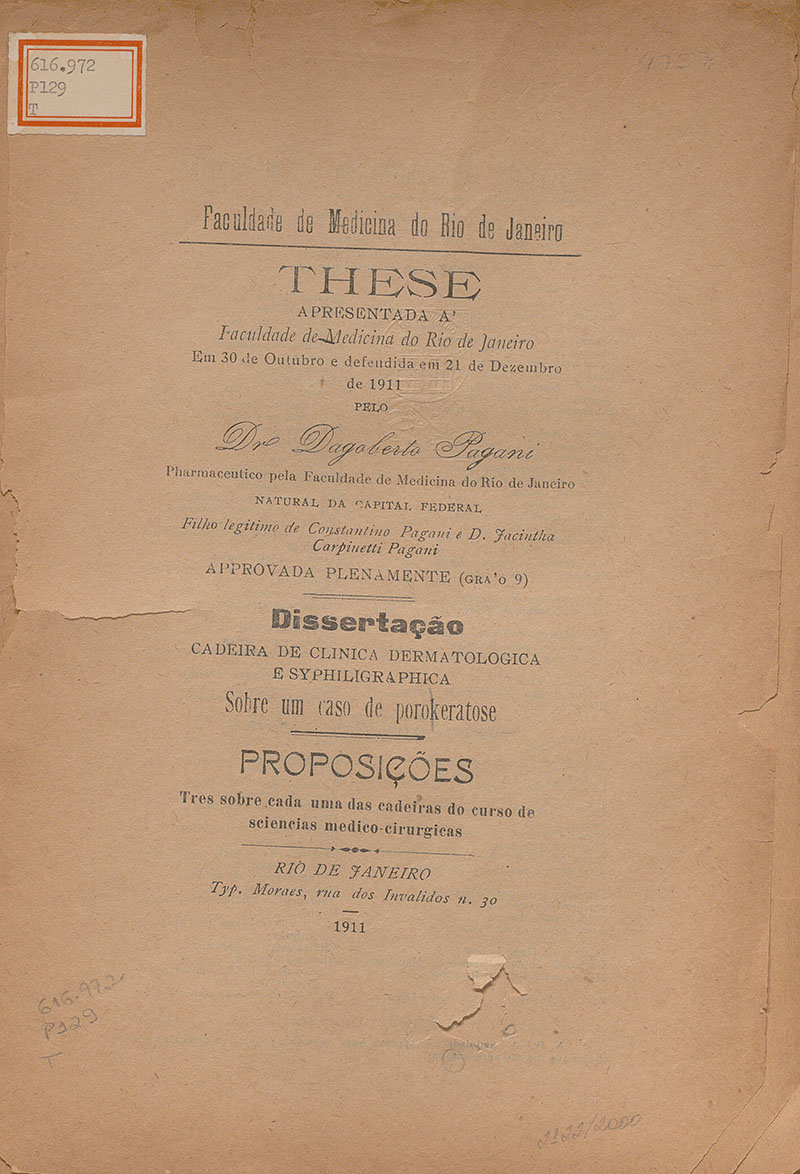 616.972
P129
T
Faculdade de Medicina do Rio de Janeiro
THESE
APRESENTADA A'
Faculdade de Medicina do Rio de Janeiro
Em 30 de Outubro e defendida em 21 de Dezembro
de 1911
PELO
Dro Dagoberto Pagani
Pharmaceutico pela Faculdade de Medicina do Rio de Janeiro
NATURAL DA CAPITAL FEDERAL
Filho legitimo de Constantino Pagani e D. Jacintha
Carpinetti Pagani
APPROVADA PLENAMENTE (GRA'O 9)
Dissertação
CADEIRA DE CLINICA DERMATOLOGICA
E SYPHILIGRAPHICA
Sobre um caso de porokeratose
PROPOSIÇÕES
Tres sobre cada uma das cadeiras do curso de
sciencias medico-cirurgicas
RIO DE JANEIRO
Typ. Moraes, rua dos Invalidos n. 30
1911
616.972
P129
T
2122/2000